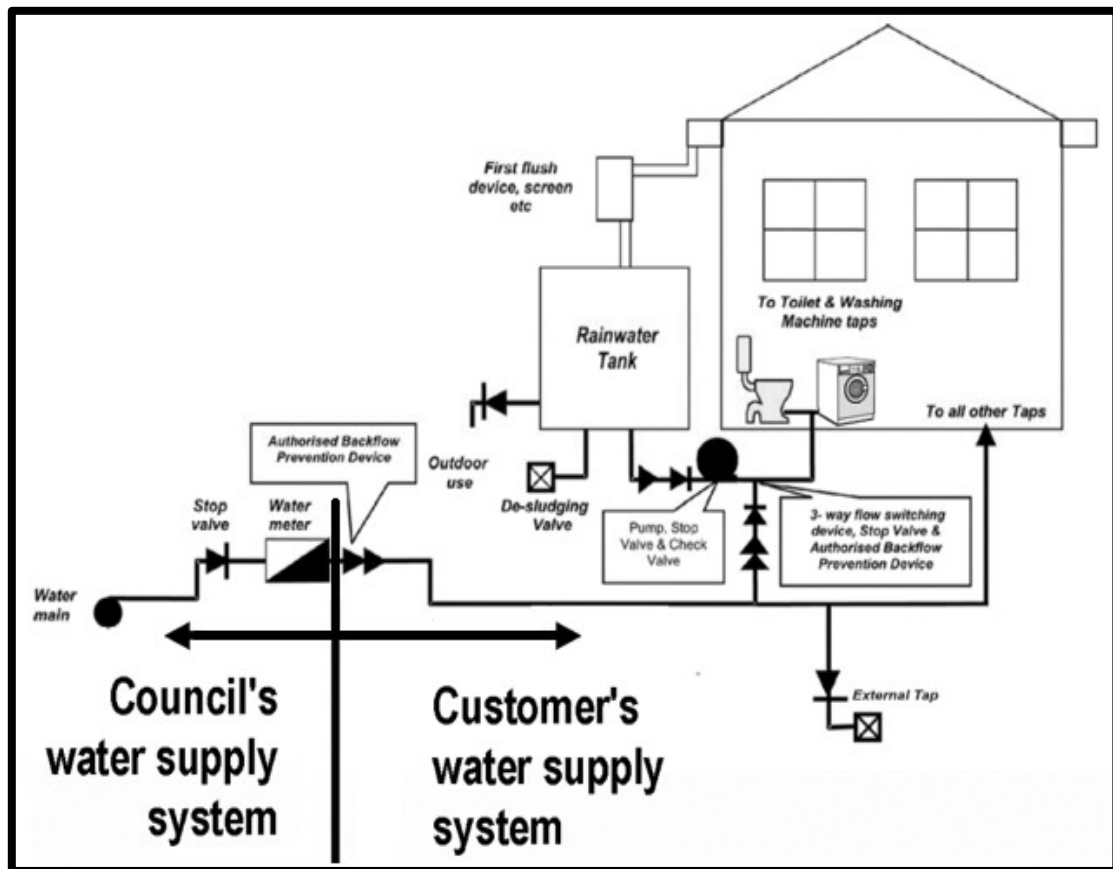 First flush
device, screen
etc
To Toilet & Washing
Machine taps
Rainwater
Tank
To all other Taps
Authorised Backflow
Prevention Device
Outdoor
use
De-sludging
Valve
Stop
valve
Water
meter
Pump, Stop
Valve & Check
Valve
3- way flow switching
device, Stop Valve &
Authorised Backflow
Prevention Device
Water
main
External Tap
Council's
water supply
system
Customer's
water supply
system